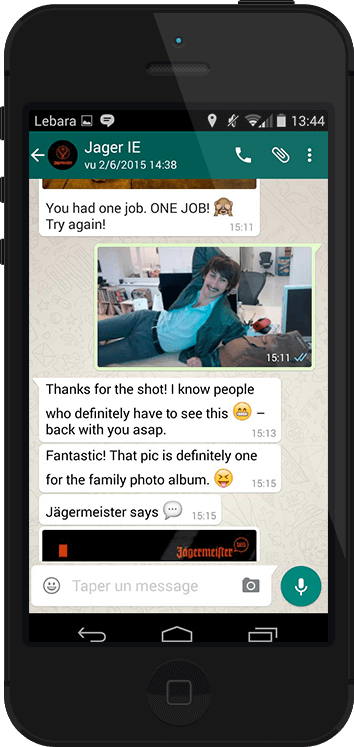 Lebara 13:44
Jager IE
vu 2/6/2015 14:38
You had one job. ONE JOB! 🙈
Try again! 15:11
15:11
Thanks for the shot! I know people
who definitely have to see this 😁 –
back with you asap. 15:13
Fantastic! That pic is definitely one
for the family photo album. 😝 15:15
Jägermeister says 💬 15:15
Jägermeister
Taper un message